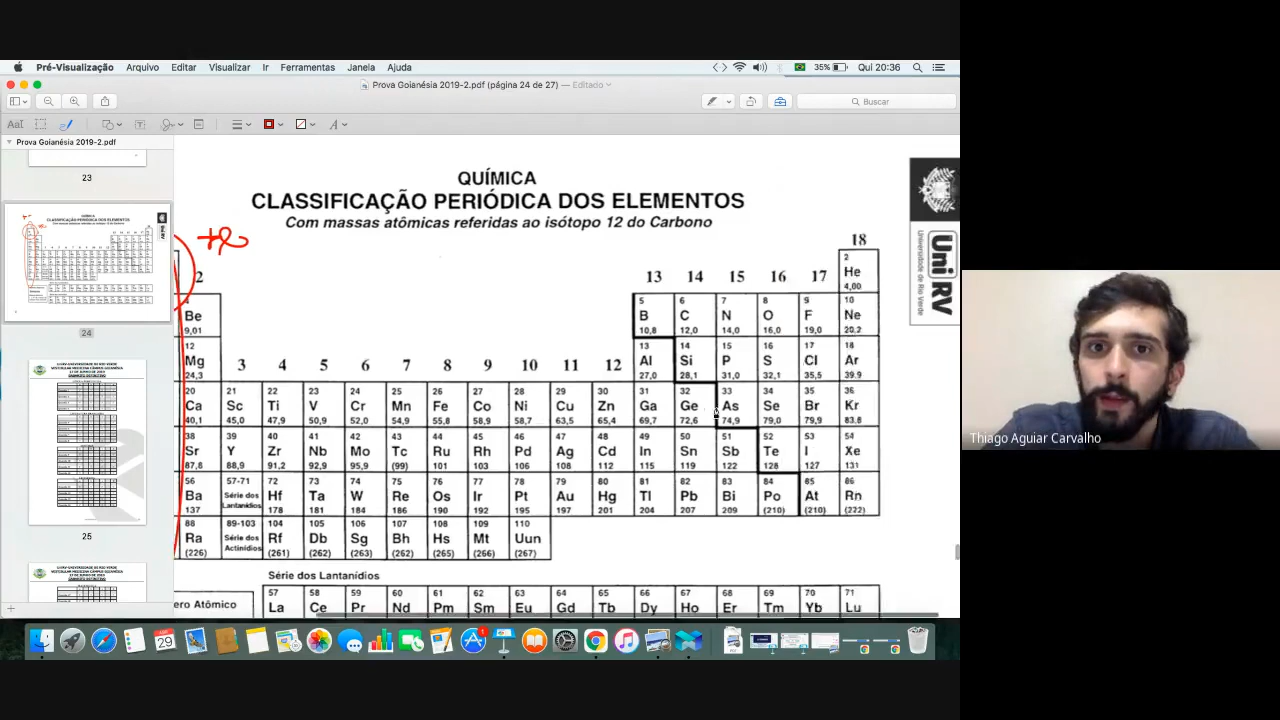 Pré-Visualização Arquivo Editar Visualizar Ir Ferramentas Janela Ajuda 35% Qui 20:36
Prova Goianésia 2019-2.pdf (página 24 de 27) — Editado
Buscar
Prova Goianésia 2019-2.pdf
23
24
25
QUÍMICA
CLASSIFICAÇÃO PERIÓDICA DOS ELEMENTOS
Com massas atômicas referidas ao isótopo 12 do Carbono
Uni RV
Universidade de Rio Verde
18
2 13 14 15 16 17
2
He
4,00
5 6 7 8 9 10
Be B C N O F Ne
9,01 10,8 12,0 14,0 16,0 19,0 20,2
12 13 14 15 16 17 18
Mg 3 4 5 6 7 8 9 10 11 12 Al Si P S Cl Ar
24,3 27,0 28,1 31,0 32,1 35,5 39,9
20 21 22 23 24 25 26 27 28 29 30 31 32 33 34 35 36
Ca Sc Ti V Cr Mn Fe Co Ni Cu Zn Ga Ge As Se Br Kr
40,1 45,0 47,9 50,9 52,0 54,9 55,8 58,9 58,7 63,5 65,4 69,7 72,6 74,9 79,0 79,9 83,8
38 39 40 41 42 43 44 45 46 47 48 49 50 51 52 53 54
Sr Y Zr Nb Mo Tc Ru Rh Pd Ag Cd In Sn Sb Te I Xe
87,6 88,9 91,2 92,9 95,9 (99) 101 103 106 108 112 115 119 122 128 127 131
56 57-71 72 73 74 75 76 77 78 79 80 81 82 83 84 85 86
Ba Série dos Lantanídios Hf Ta W Re Os Ir Pt Au Hg Tl Pb Bi Po At Rn
137 178 181 184 186 190 192 195 197 201 204 207 209 (210) (210) (222)
88 89-103 104 105 106 107 108 109 110
Ra Série dos Actinídios Rf Db Sg Bh Hs Mt Uun
(226) (261) (262) (263) (262) (265) (266) (267)
Série dos Lantanídios
57 58 59 60 61 62 63 64 65 66 67 68 69 70 71
La Ce Pr Nd Pm Sm Eu Gd Tb Dy Ho Er Tm Yb Lu
ero Atômico
Thiago Aguiar Carvalho